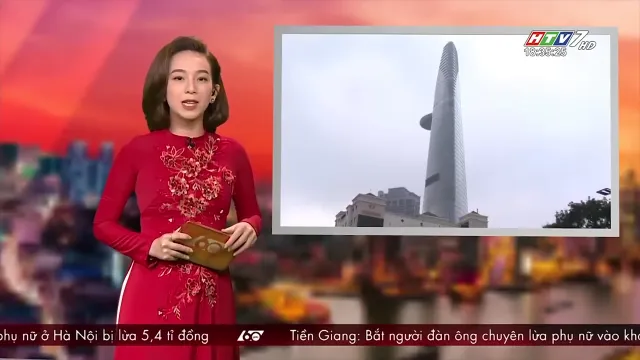 HTV7 HD
18:35:25
phụ nữ ở Hà Nội bị lừa 5,4 tỉ đồng 60 Tiền Giang: Bắt người đàn ông chuyên lừa phụ nữ vào